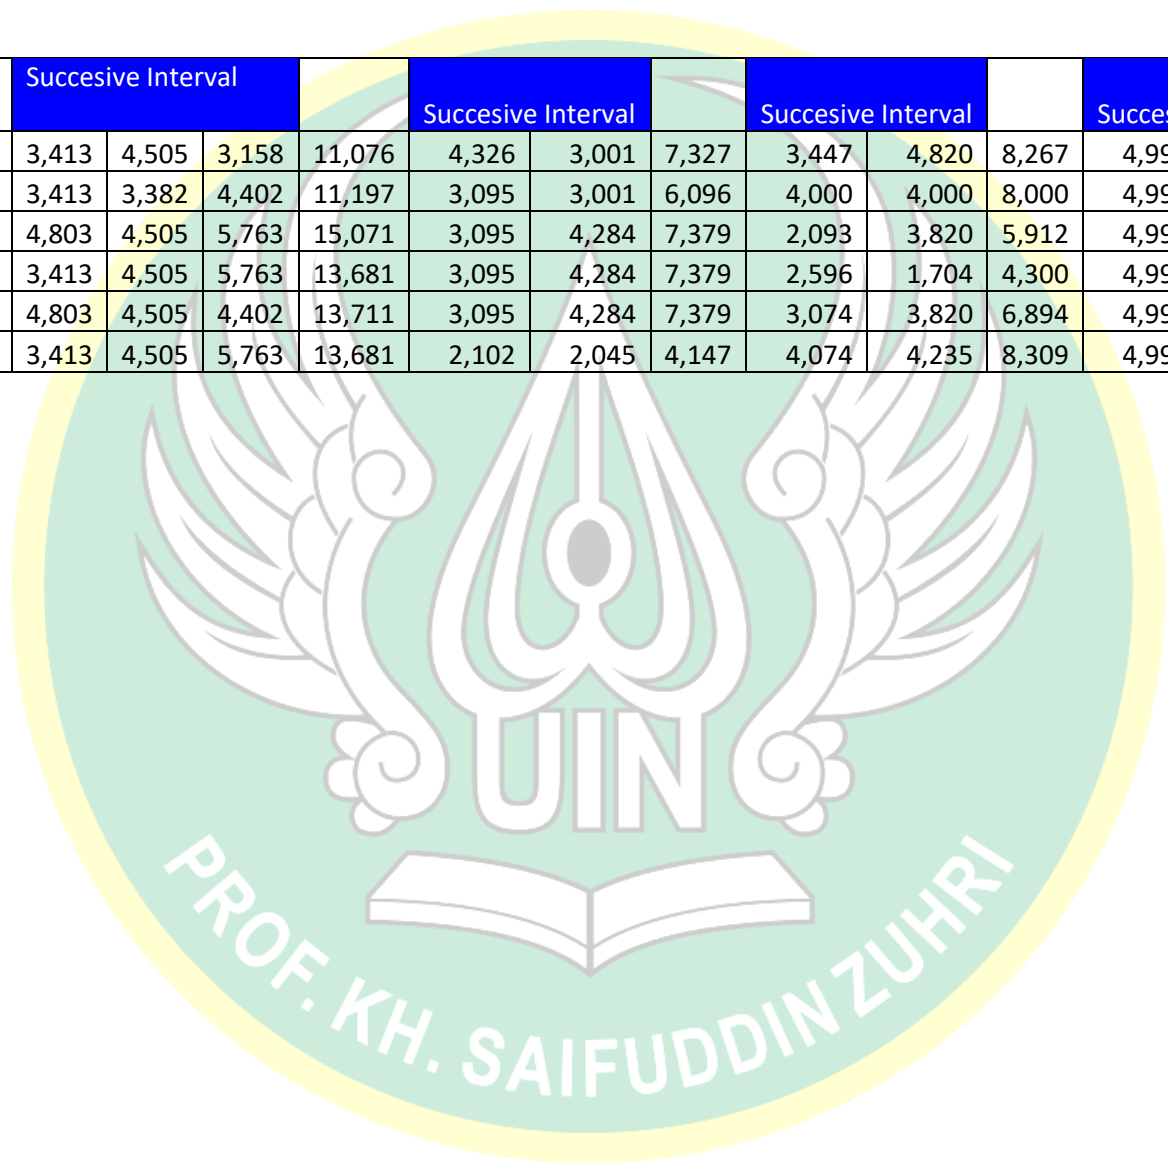 Succesive Interval Succesive Interval Succesive Interval
3,413 4,505 3,158 11,076 4,326 3,001 7,327 3,447 4,820 8,267
3,413 3,382 4,402 11,197 3,095 3,001 6,096 4,000 4,000 8,000
4,803 4,505 5,763 15,071 3,095 4,284 7,379 2,093 3,820 5,912
3,413 4,505 5,763 13,681 3,095 4,284 7,379 2,596 1,704 4,300
4,803 4,505 4,402 13,711 3,095 4,284 7,379 3,074 3,820 6,894
3,413 4,505 5,763 13,681 2,102 2,045 4,147 4,074 4,235 8,309
UIN
PROF. KH. SAIFUDDIN ZUHRI